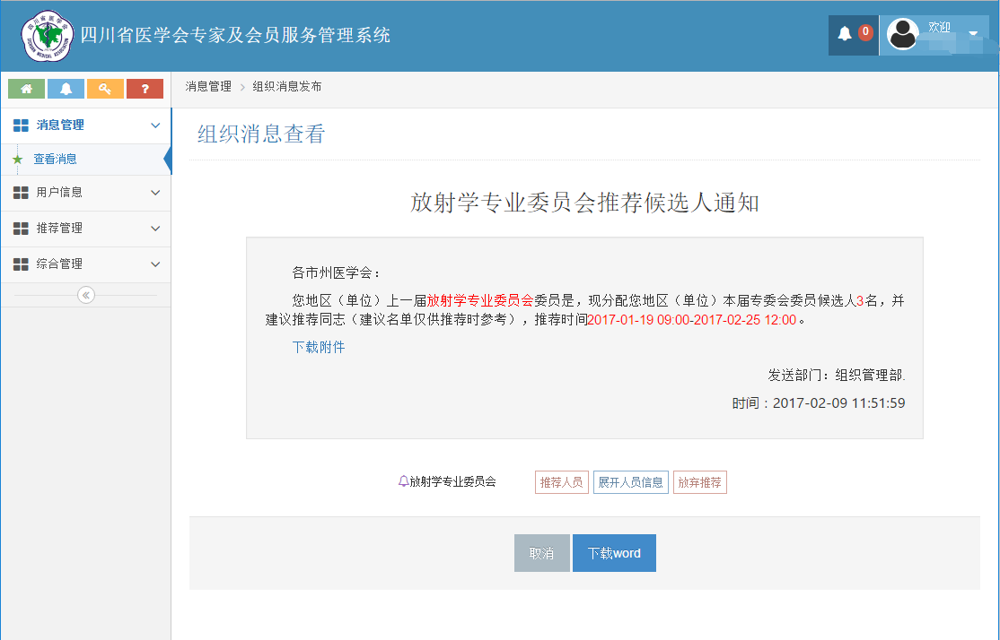 四川省医学会专家及会员服务管理系统
0
欢迎
?
消息管理
查看消息
用户信息
推荐管理
综合管理
消息管理 > 组织消息发布
组织消息查看
放射学专业委员会推荐候选人通知
各市州医学会：
您地区（单位）上一届放射学专业委员会委员是，现分配您地区（单位）本届专委会委员候选人3名，并
建议推荐同志（建议名单仅供推荐时参考），推荐时间2017-01-19 09:00-2017-02-25 12:00 。
下载附件
发送部门：组织管理部.
时间：2017-02-09 11:51:59
放射学专业委员会
推荐人员
展开人员信息
放弃推荐
取消
下载word